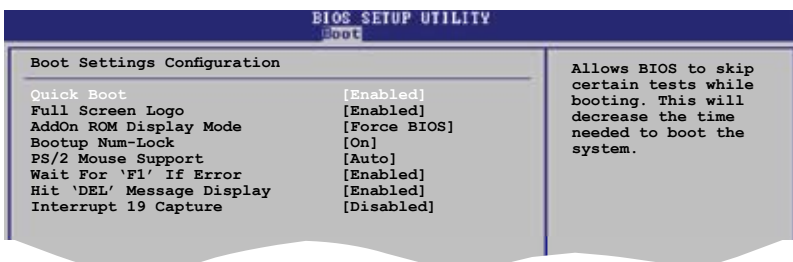 BIOS SETUP UTILITY
Boot
Boot Settings Configuration
Quick Boot [Enabled]
Full Screen Logo [Enabled]
AddOn ROM Display Mode [Force BIOS]
Bootup Num-Lock [On]
PS/2 Mouse Support [Auto]
Wait For ‘F1’ If Error [Enabled]
Hit ‘DEL’ Message Display [Enabled]
Interrupt 19 Capture [Disabled]
Allows BIOS to skip
certain tests while
booting. This will
decrease the time
needed to boot the
system.